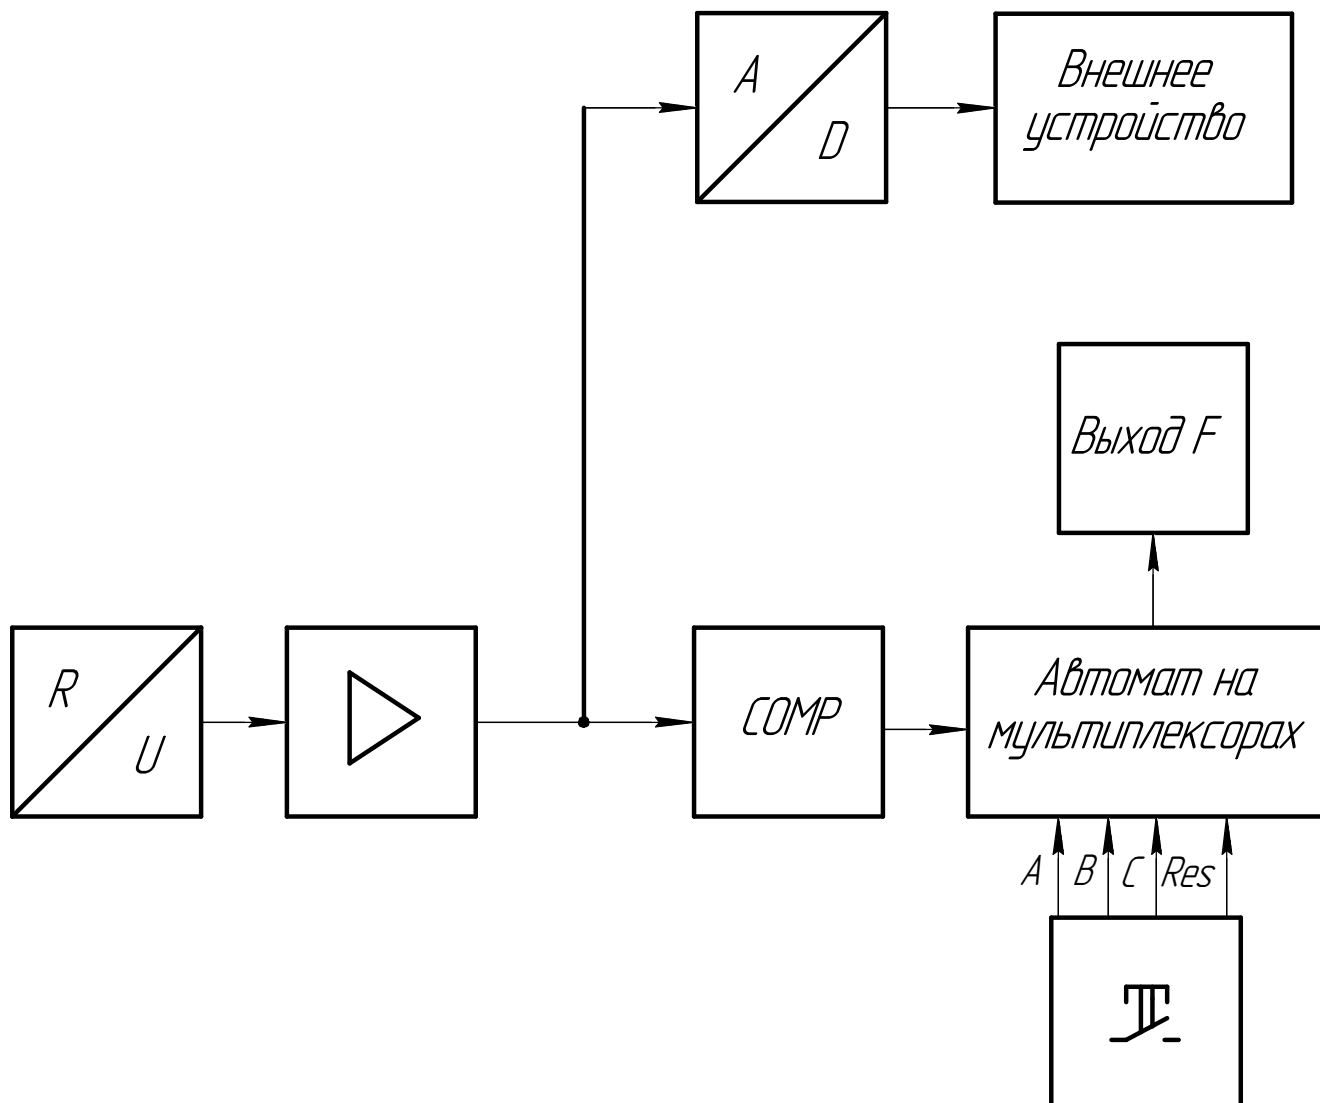 A
D
Внешнее
устройство
Выход F
R
U
COMP
Автомат на
мультиплексорах
A B C Res